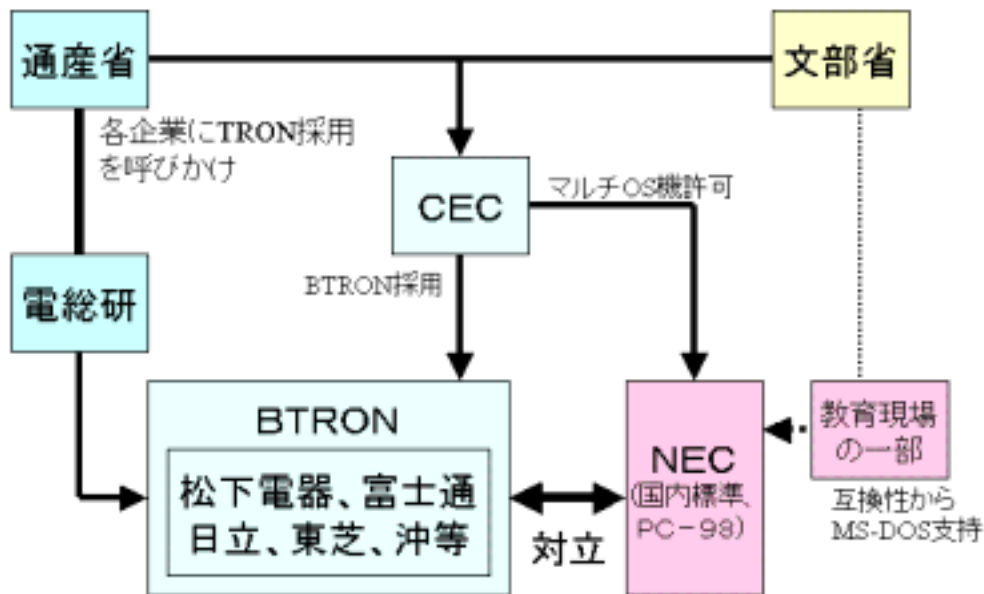 通産省
文部省
各企業にTRON採用
を呼びかけ
CEC
マルチOS機許可
BTRON採用
電総研
BTRON
松下電器、富士通
日立、東芝、沖等
対立
NEC
(国内標準、
PC－98)
教育現場
の一部
互換性から
MS-DOS支持